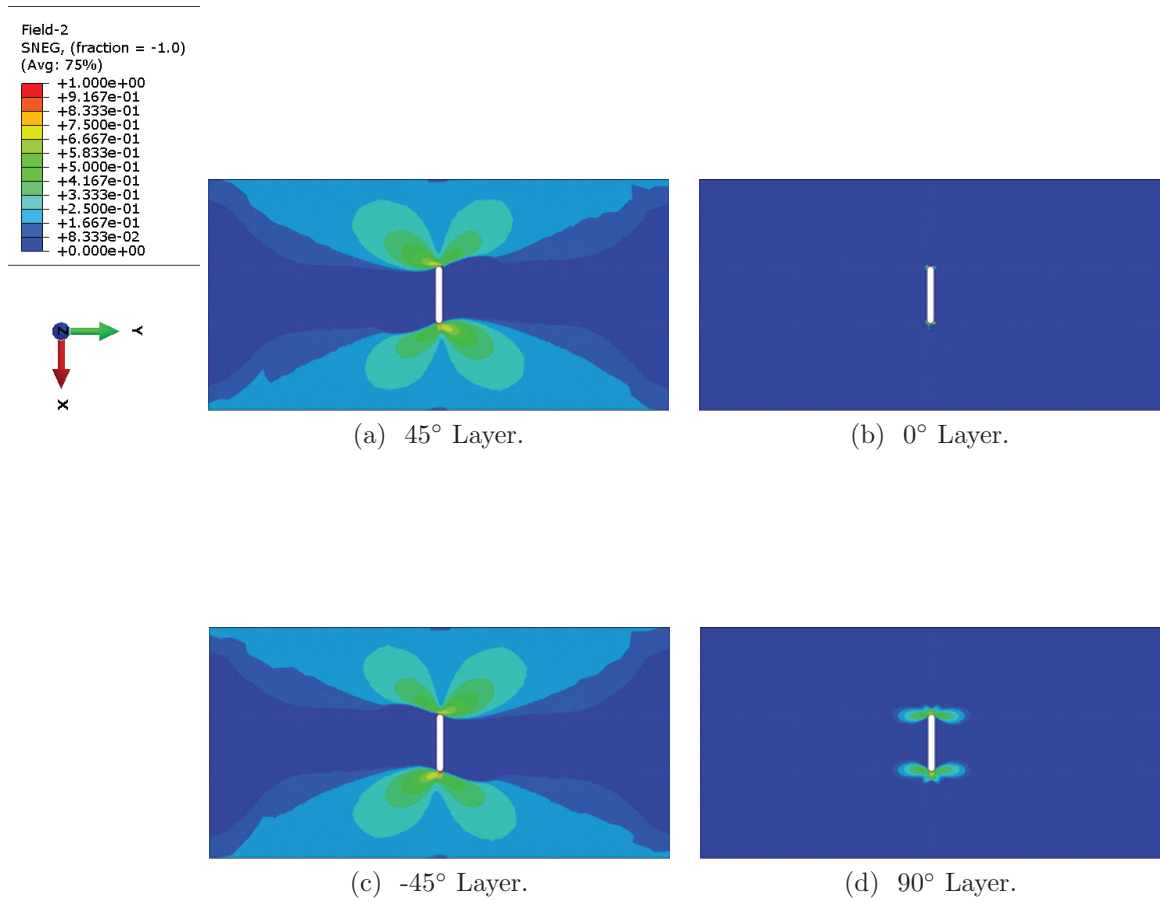 Field-2
SNEG, (fraction = -1.0)
(Avg: 75%)
+1.000e+00
+9.167e-01
+8.333e-01
+7.500e-01
+6.667e-01
+5.833e-01
+5.000e-01
+4.167e-01
+3.333e-01
+2.500e-01
+1.667e-01
+8.333e-02
+0.000e+00
Z
Y
X
(a) 45° Layer.
(b) 0° Layer.
(c) -45° Layer.
(d) 90° Layer.